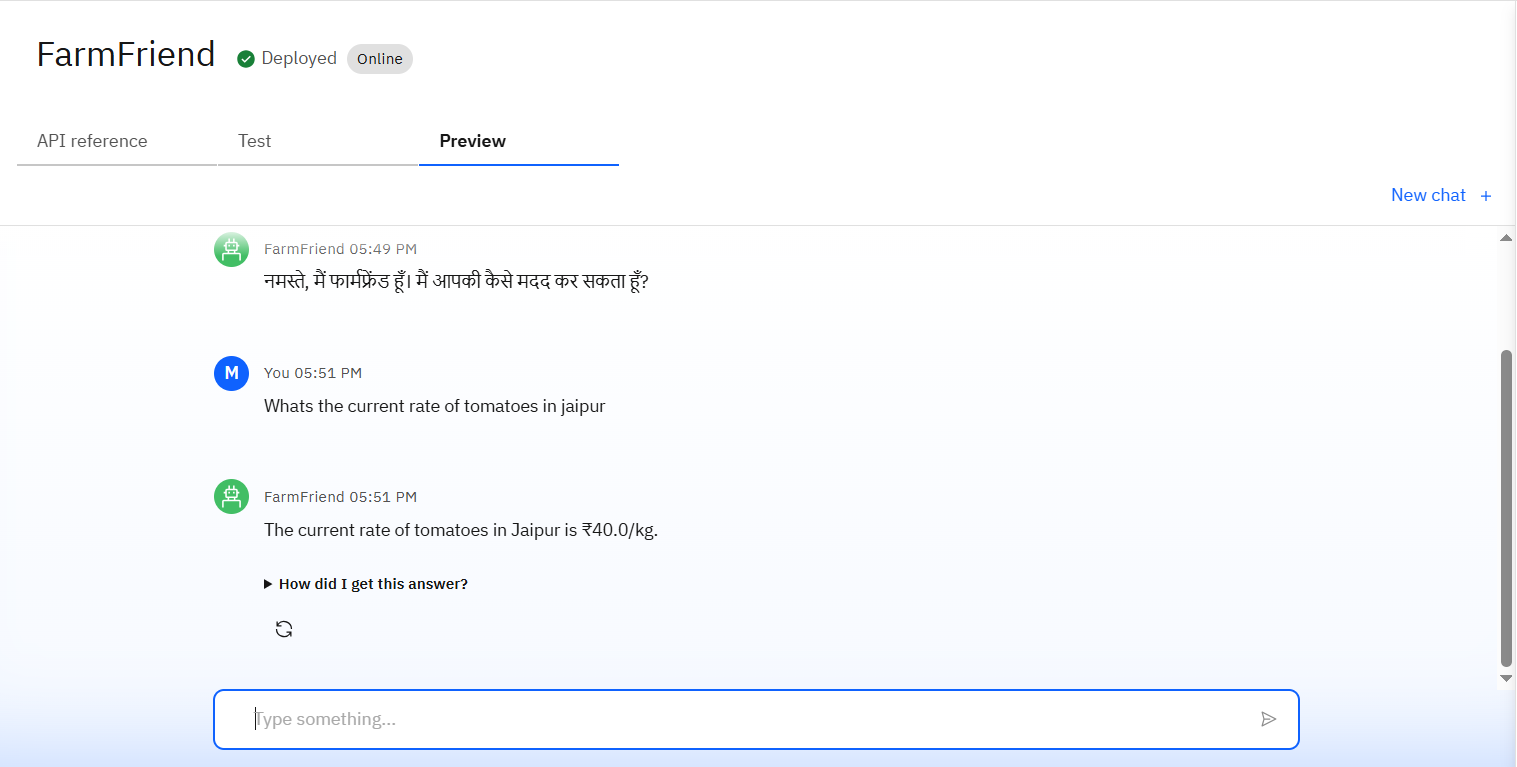 FarmFriend Deployed Online
API reference Test Preview
New chat +
FarmFriend 05:49 PM
नमस्ते, मैं फार्मफ्रेंड हूँ। मैं आपकी कैसे मदद कर सकता हूँ?
M You 05:51 PM
Whats the current rate of tomatoes in jaipur
FarmFriend 05:51 PM
The current rate of tomatoes in Jaipur is ₹40.0/kg.
How did I get this answer?
Type something...